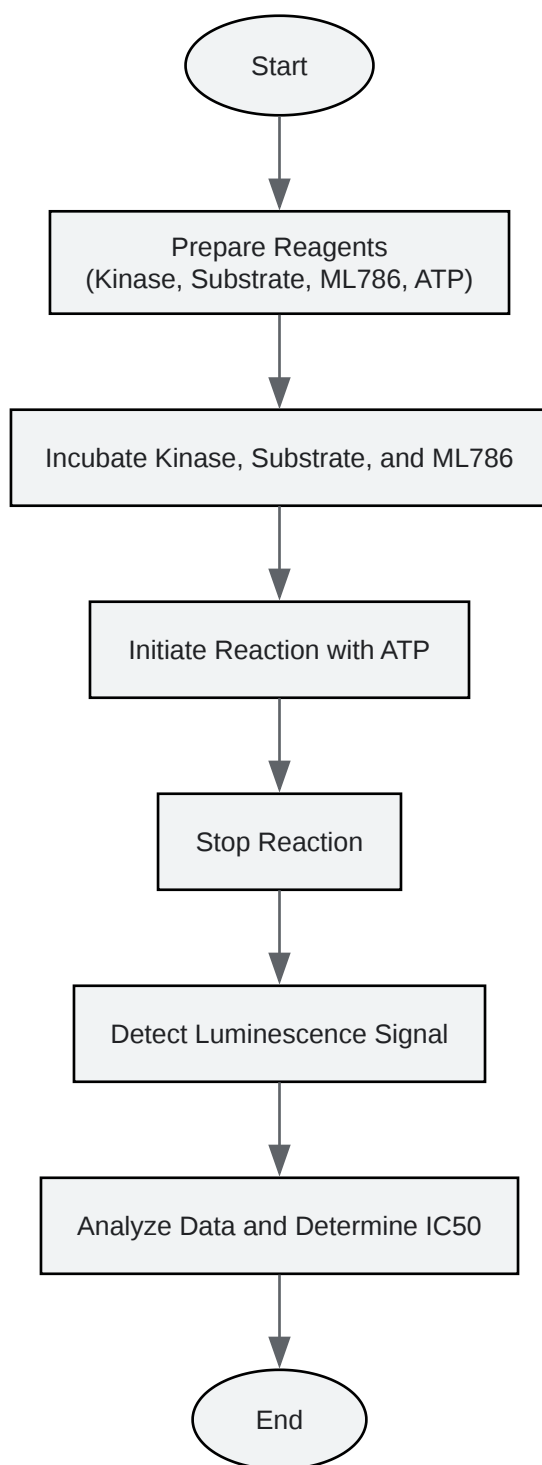 Start
Prepare Reagents
(Kinase, Substrate, ML786, ATP)
Incubate Kinase, Substrate, and ML786
Initiate Reaction with ATP
Stop Reaction
Detect Luminescence Signal
Analyze Data and Determine IC50
End